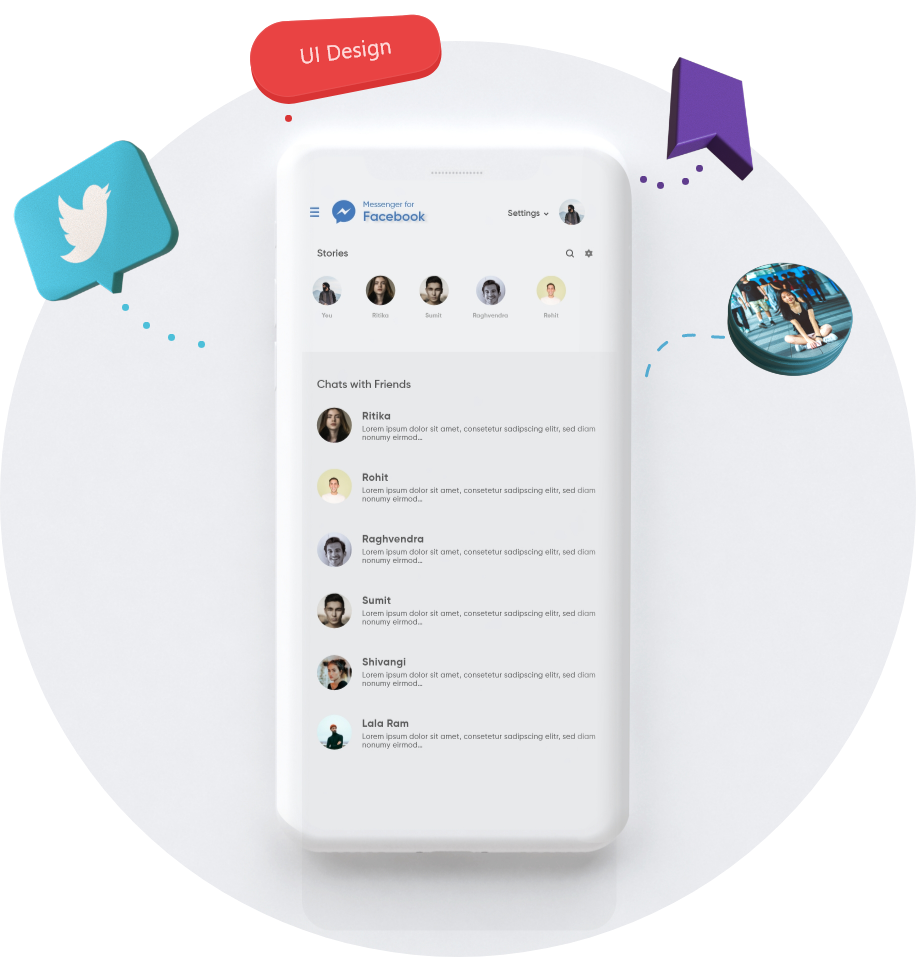 UI Design
Messenger for
Facebook
Settings
Stories
You
Ritika
Sumit
Raghvendra
Rohit
Chats with Friends
Ritika
Lorem ipsum dolor sit amet, consetetur sadipscing elitr, sed diam
nonumy eirmod...
Rohit
Lorem ipsum dolor sit amet, consetetur sadipscing elitr, sed diam
nonumy eirmod...
Raghvendra
Lorem ipsum dolor sit amet, consetetur sadipscing elitr, sed diam
nonumy eirmod...
Sumit
Lorem ipsum dolor sit amet, consetetur sadipscing elitr, sed diam
nonumy eirmod...
Shivangi
Lorem ipsum dolor sit amet, consetetur sadipscing elitr, sed diam
nonumy eirmod...
Lala Ram
Lorem ipsum dolor sit amet, consetetur sadipscing elitr, sed diam
nonumy eirmod...